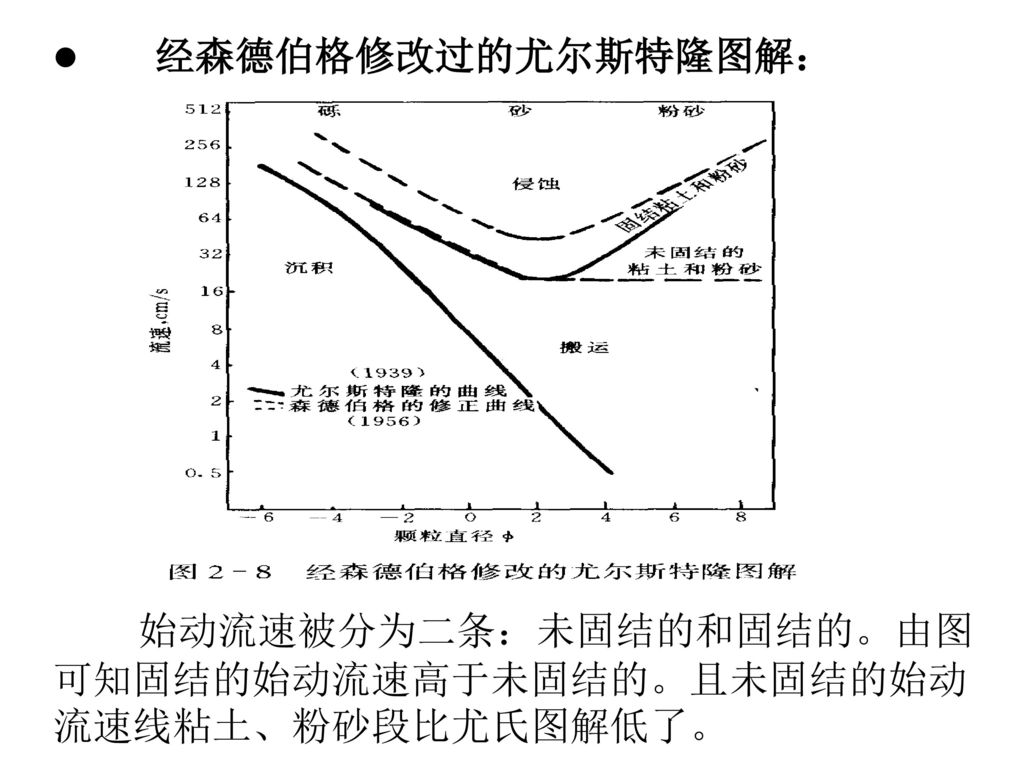 ● 经森德伯格修改过的尤尔斯特隆图解：
512
256
128
64
32
16
8
4
2
1
0.5
流速,cm/s
砾 砂 粉砂
侵蚀
固结粘土和粉砂
未固结的
粘土和粉砂
沉积
搬运
(1939)
尤尔斯特隆的曲线
森德伯格的修正曲线
(1956)
-6 -4 -2 0 2 4 6 8
颗粒直径 ϕ
图 2-8 经森德伯格修改的尤尔斯特隆图解
始动流速被分为二条：未固结的和固结的。由图
可知固结的始动流速高于未固结的。且未固结的始动
流速线粘土、粉砂段比尤氏图解低了。